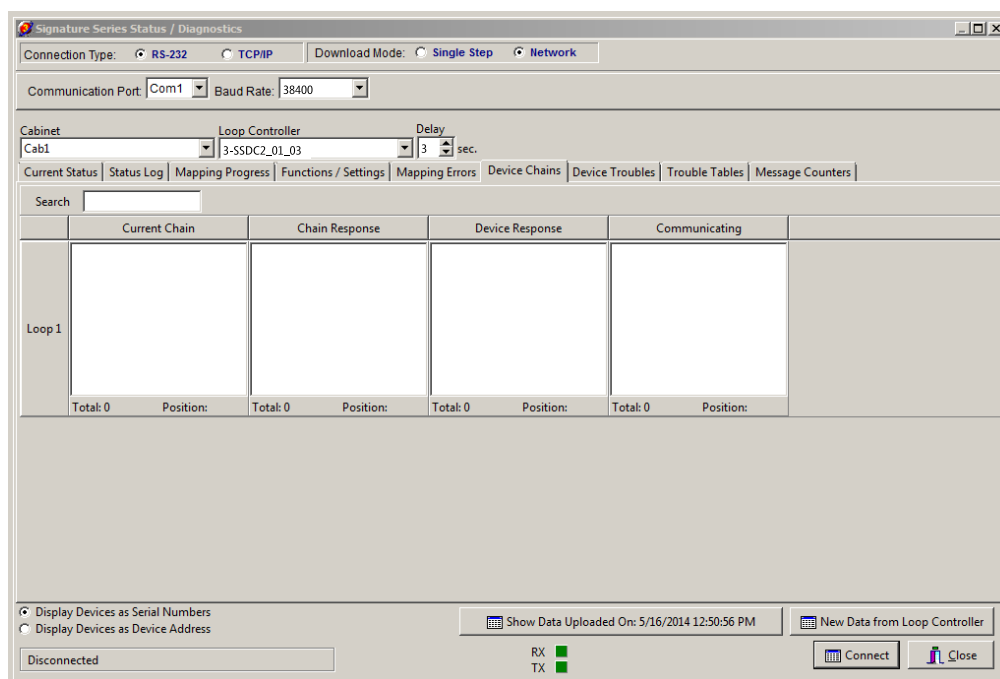 Signature Series Status / Diagnostics
Connection Type: RS-232 TCP/IP Download Mode: Single Step Network
Communication Port: Com1 Baud Rate: 38400
Cabinet Loop Controller Delay
Cab1 3-SSDC2_01_03 3 sec.
Current Status Status Log Mapping Progress Functions / Settings Mapping Errors Device Chains Device Troubles Trouble Tables Message Counters
Search
Current Chain Chain Response Device Response Communicating
Loop 1
Total: 0 Position: Total: 0 Position: Total: 0 Position: Total: 0 Position:
Display Devices as Serial Numbers
Display Devices as Device Address
Show Data Uploaded On: 5/16/2014 12:50:56 PM New Data from Loop Controller
Disconnected RX Connect Close
TX